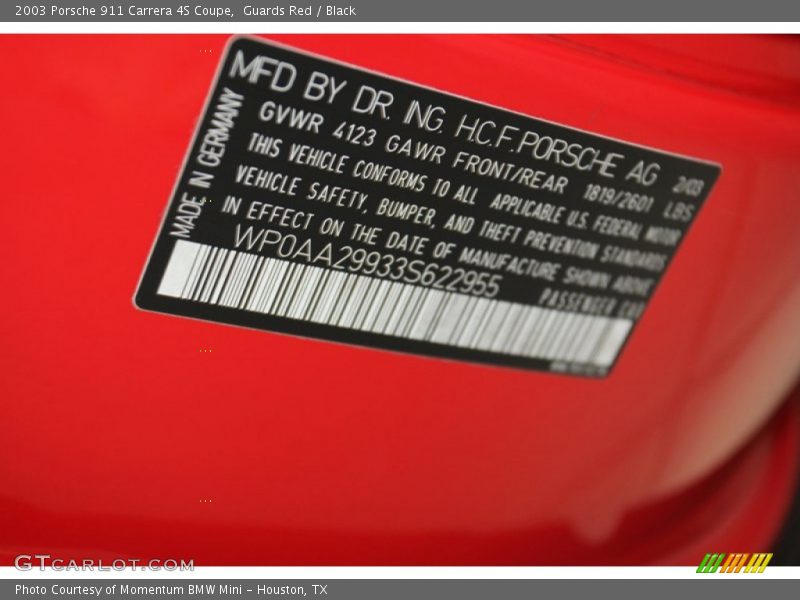 2003 Porsche 911 Carrera 4S Coupe,  Guards Red / Black
MFD BY DR. ING. H.C.F. PORSCHE AG 2/03
GVWR 4123 GAWR FRONT/REAR 1819/2601 LBS
THIS VEHICLE CONFORMS TO ALL APPLICABLE U.S. FEDERAL MOTOR
VEHICLE SAFETY, BUMPER, AND THEFT PREVENTION STANDARDS
IN EFFECT ON THE DATE OF MANUFACTURE SHOWN ABOVE
WP0AA29933S622955 PASSENGER CAR
MADE IN GERMANY
GTCARLOT.COM
Photo Courtesy of Momentum BMW Mini - Houston, TX